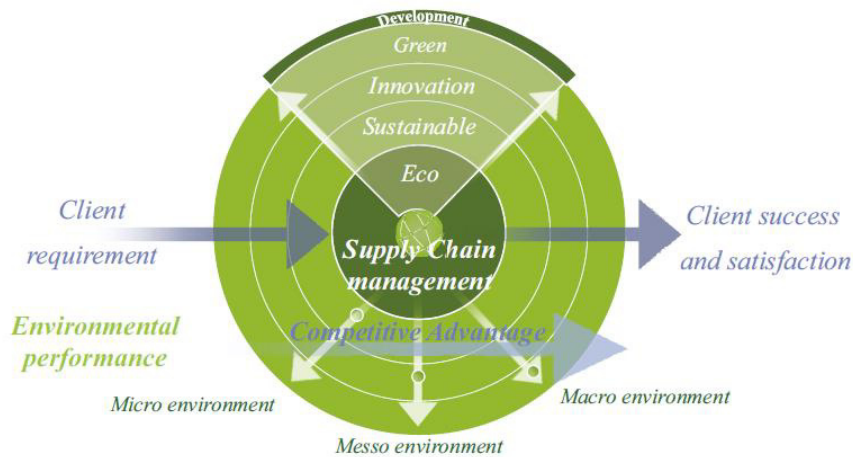 Development
Green
Innovation
Sustainable
Eco
Client
requirement
Supply Chain
management
Client success
and satisfaction
Environmental
performance
Competitive Advantage
Micro environment
Messo environment
Macro environment